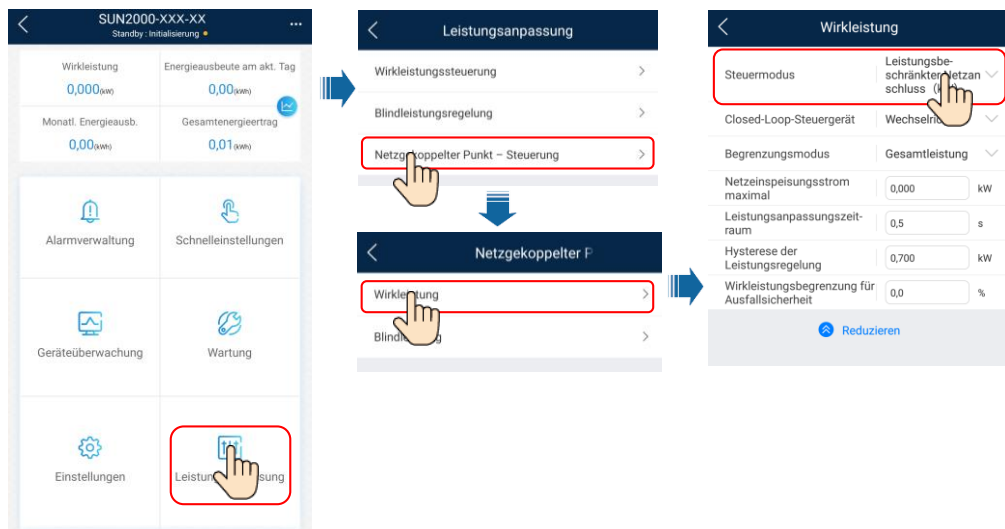 SUN2000-XXX-XX
Standby : Initialisierung
Wirkleistung
0,000(kW)
Energieausbeute am akt. Tag
0,00(kWh)
Monatl. Energieausb.
0,00(kWh)
Gesamtenergieertrag
0,01(kWh)
Alarmverwaltung
Schnelleinstellungen
Geräteüberwachung
Wartung
Einstellungen
Leistungsanpassung
Wirkleistungssteuerung
Blindleistungsregelung
Netzgekoppelter Punkt – Steuerung
Netzgekoppelter P
Wirkleistung
Steuermodus
Leistungsbe-
schränkter Netzan
schluss
Closed-Loop-Steuergerät
Begrenzungsmodus
Gesamtleistung
Netzeinspeisungsstrom
maximal
0,000 kW
Leistungsanpassungszeit-
raum
0,5 s
Hysterese der
Leistungsregelung
0,700 kW
Wirkleistungsbegrenzung für
Ausfallsicherheit
0,0 %
Reduzieren